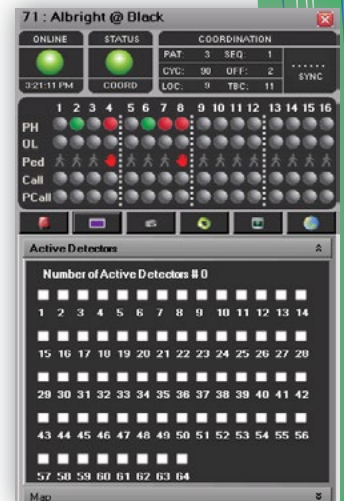 71 : Albright @ Black
ONLINE STATUS COORDINATION
PAT: 3 SEQ: 1
CYC: 90 OFF: 2
SYNC
3:21:11 PM COORD LOC: 9 TBC: 11
1 2 3 4 5 6 7 8 9 10 11 12 13 14 15 16
PH
OL
Ped
Call
PCall
Active Detectors
Number of Active Detectors # 0
1 2 3 4 5 6 7 8 9 10 11 12 13 14
15 16 17 18 19 20 21 22 23 24 25 26 27 28
29 30 31 32 33 34 35 36 37 38 39 40 41 42
43 44 45 46 47 48 49 50 51 52 53 54 55 56
57 58 59 60 61 62 63 64
Map